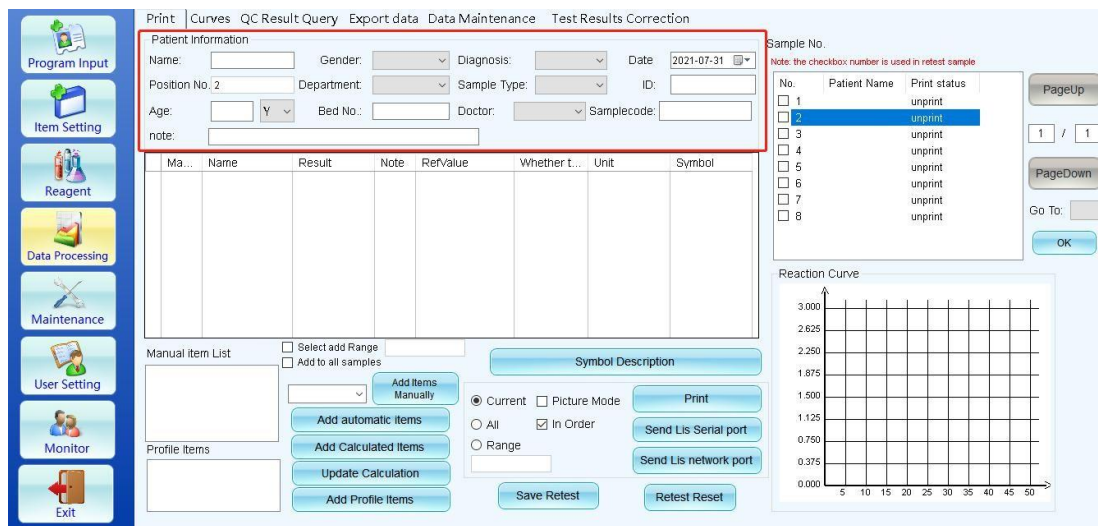 Print Curves QC Result Query Export data Data Maintenance Test Results Correction
Program Input
Item Setting
Reagent
Data Processing
Maintenance
User Setting
Monitor
Exit
Patient Information
Name: Gender: Diagnosis: Date 2021-07-31
Position No. 2 Department: Sample Type: ID:
Age: Y Bed No.: Doctor: Samplecode:
note:
Ma... Name Result Note RefValue Whether t... Unit Symbol
Manual item List
Profile Items
Select add Range
Add to all samples
Add Items
Manually
Add automatic items
Add Calculated Items
Update Calculation
Add Profile Items
Symbol Description
Current Picture Mode
All In Order
Range
Print
Send Lis Serial port
Send Lis network port
Save Retest Retest Reset
Sample No.
Note: the checkbox number is used in retest sample
No. Patient Name Print status
1 unprint
2 unprint
3 unprint
4 unprint
5 unprint
6 unprint
7 unprint
8 unprint
PageUp
1 / 1
PageDown
Go To:
OK
Reaction Curve
3.000
2.625
2.250
1.875
1.500
1.125
0.750
0.375
0.000
5 10 15 20 25 30 35 40 45 50